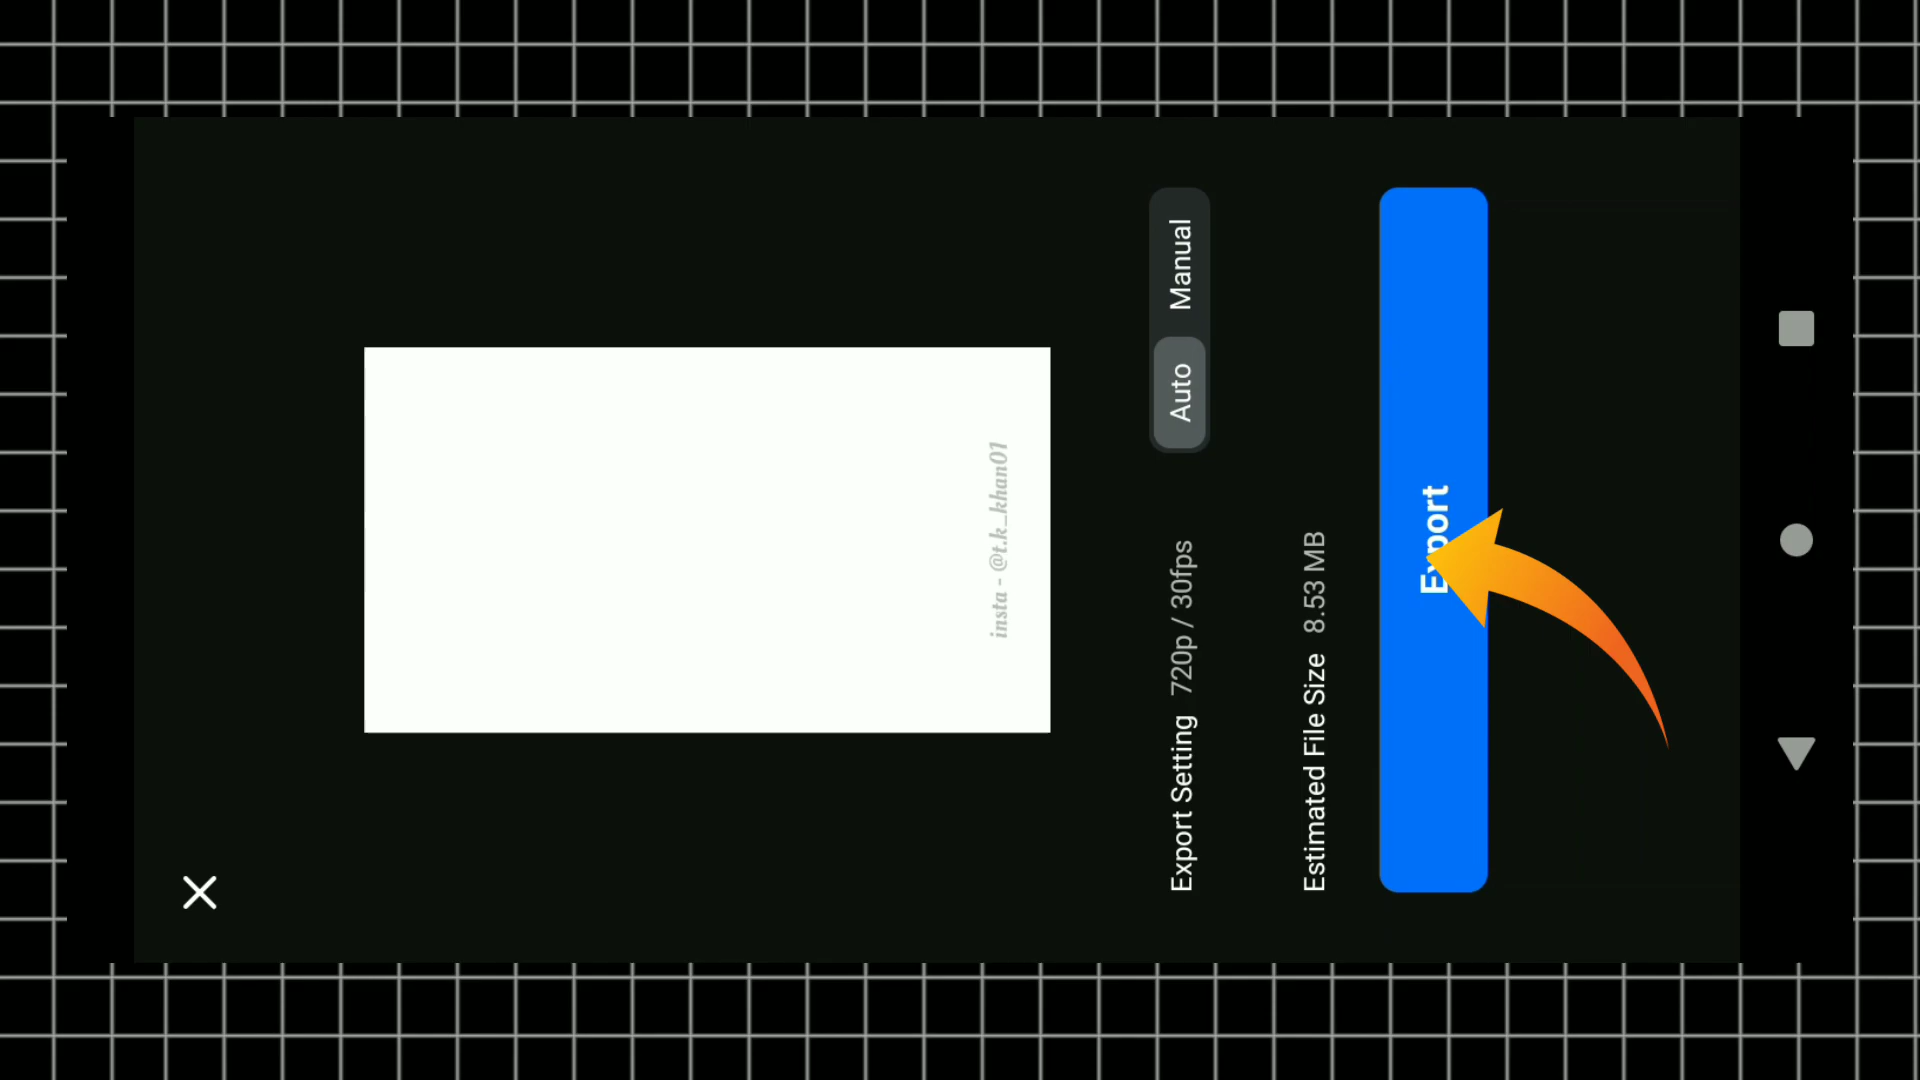 insta - @t.k_khan01
Export Setting 720p / 30fps Auto Manual
Estimated File Size 8.53 MB
Export